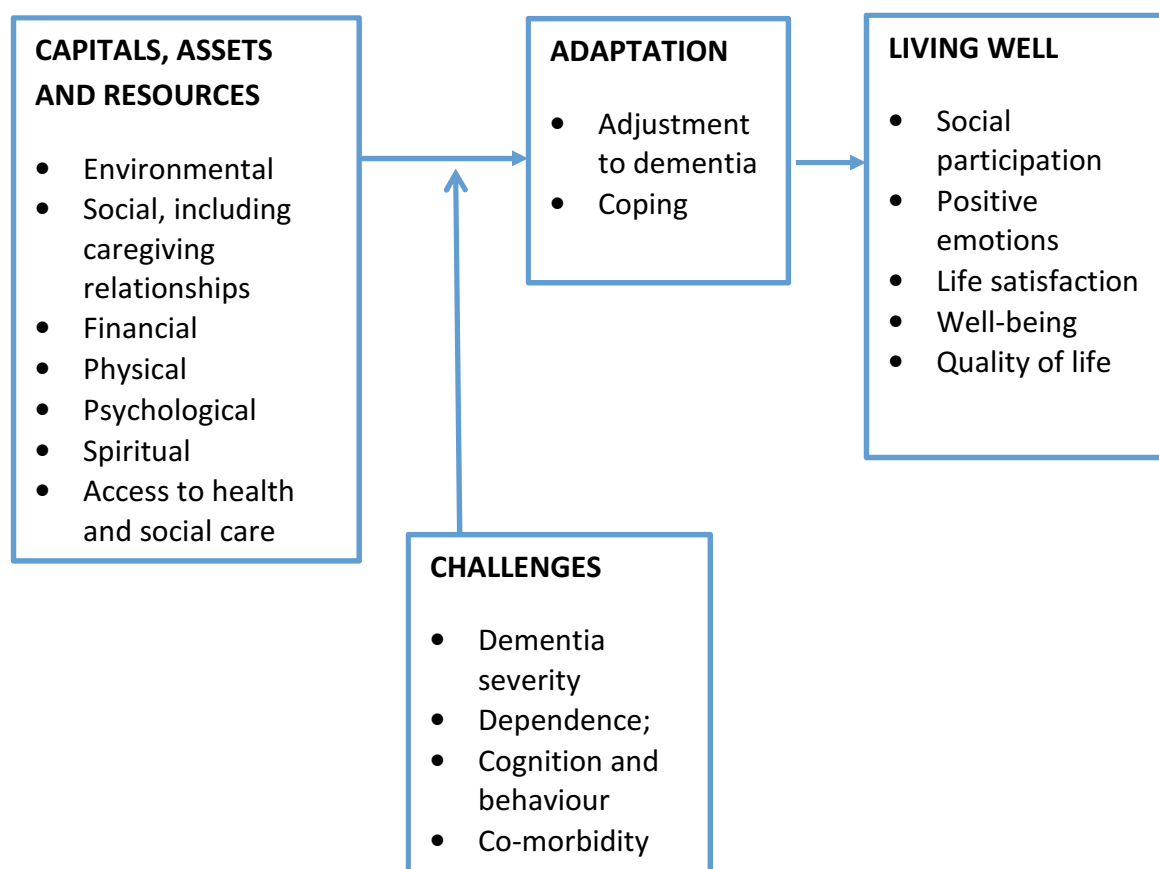 CAPITALS, ASSETS
AND RESOURCES
• Environmental
• Social, including
caregiving
relationships
• Financial
• Physical
• Psychological
• Spiritual
• Access to health
and social care
ADAPTATION
• Adjustment
to dementia
• Coping
LIVING WELL
• Social
participation
• Positive
emotions
• Life satisfaction
• Well-being
• Quality of life
CHALLENGES
• Dementia
severity
• Dependence;
• Cognition and
behaviour
• Co-morbidity